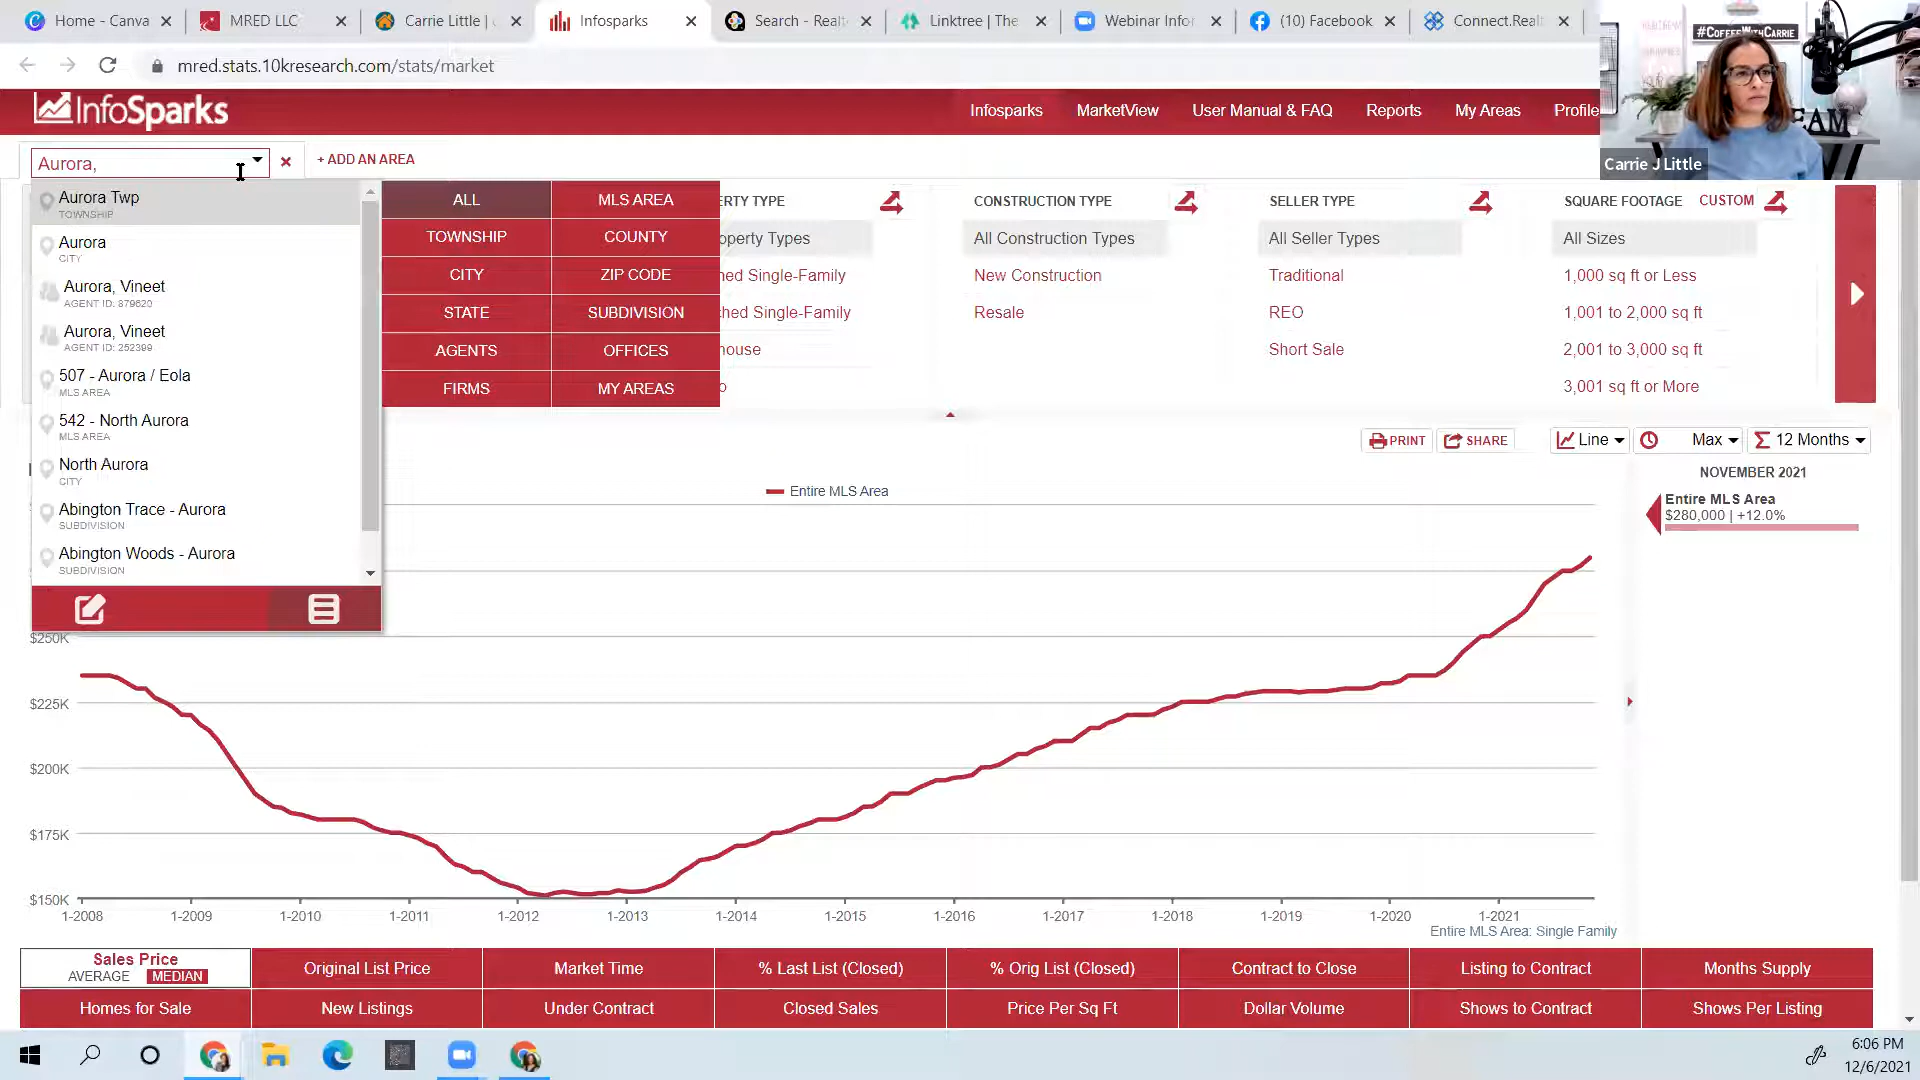 Home - Canva
MRED LLC
Carrie Little |
Infosparks
Search - Realt
Linktree | The
Webinar Infor
(10) Facebook
Connect.Realt
#COFFEEWITHCARRIE
mred.stats.10kresearch.com/stats/market
InfoSparks
Infosparks
MarketView
User Manual & FAQ
Reports
My Areas
Profile
EAM
Carrie J Little
Aurora,
+ ADD AN AREA
Aurora Twp
TOWNSHIP
Aurora
CITY
Aurora, Vineet
AGENT ID: 879620
Aurora, Vineet
AGENT ID: 252399
507 - Aurora / Eola
MLS AREA
542 - North Aurora
MLS AREA
North Aurora
CITY
Abington Trace - Aurora
SUBDIVISION
Abington Woods - Aurora
SUBDIVISION
ALL
MLS AREA
TOWNSHIP
COUNTY
CITY
ZIP CODE
STATE
SUBDIVISION
AGENTS
OFFICES
FIRMS
MY AREAS
RTY TYPE
operty Types
hed Single-Family
ched Single-Family
house
o
CONSTRUCTION TYPE
All Construction Types
New Construction
Resale
SELLER TYPE
All Seller Types
Traditional
REO
Short Sale
SQUARE FOOTAGE CUSTOM
All Sizes
1,000 sq ft or Less
1,001 to 2,000 sq ft
2,001 to 3,000 sq ft
3,001 sq ft or More
PRINT
SHARE
Line
Max
12 Months
NOVEMBER 2021
Entire MLS Area
$280,000 | +12.0%
Entire MLS Area
$250K
$225K
$200K
$175K
$150K
1-2008 1-2009 1-2010 1-2011 1-2012 1-2013 1-2014 1-2015 1-2016 1-2017 1-2018 1-2019 1-2020 1-2021
Entire MLS Area: Single Family
Sales Price
AVERAGE MEDIAN
Original List Price
Market Time
% Last List (Closed)
% Orig List (Closed)
Contract to Close
Listing to Contract
Months Supply
Homes for Sale
New Listings
Under Contract
Closed Sales
Price Per Sq Ft
Dollar Volume
Shows to Contract
Shows Per Listing
6:06 PM
12/6/2021